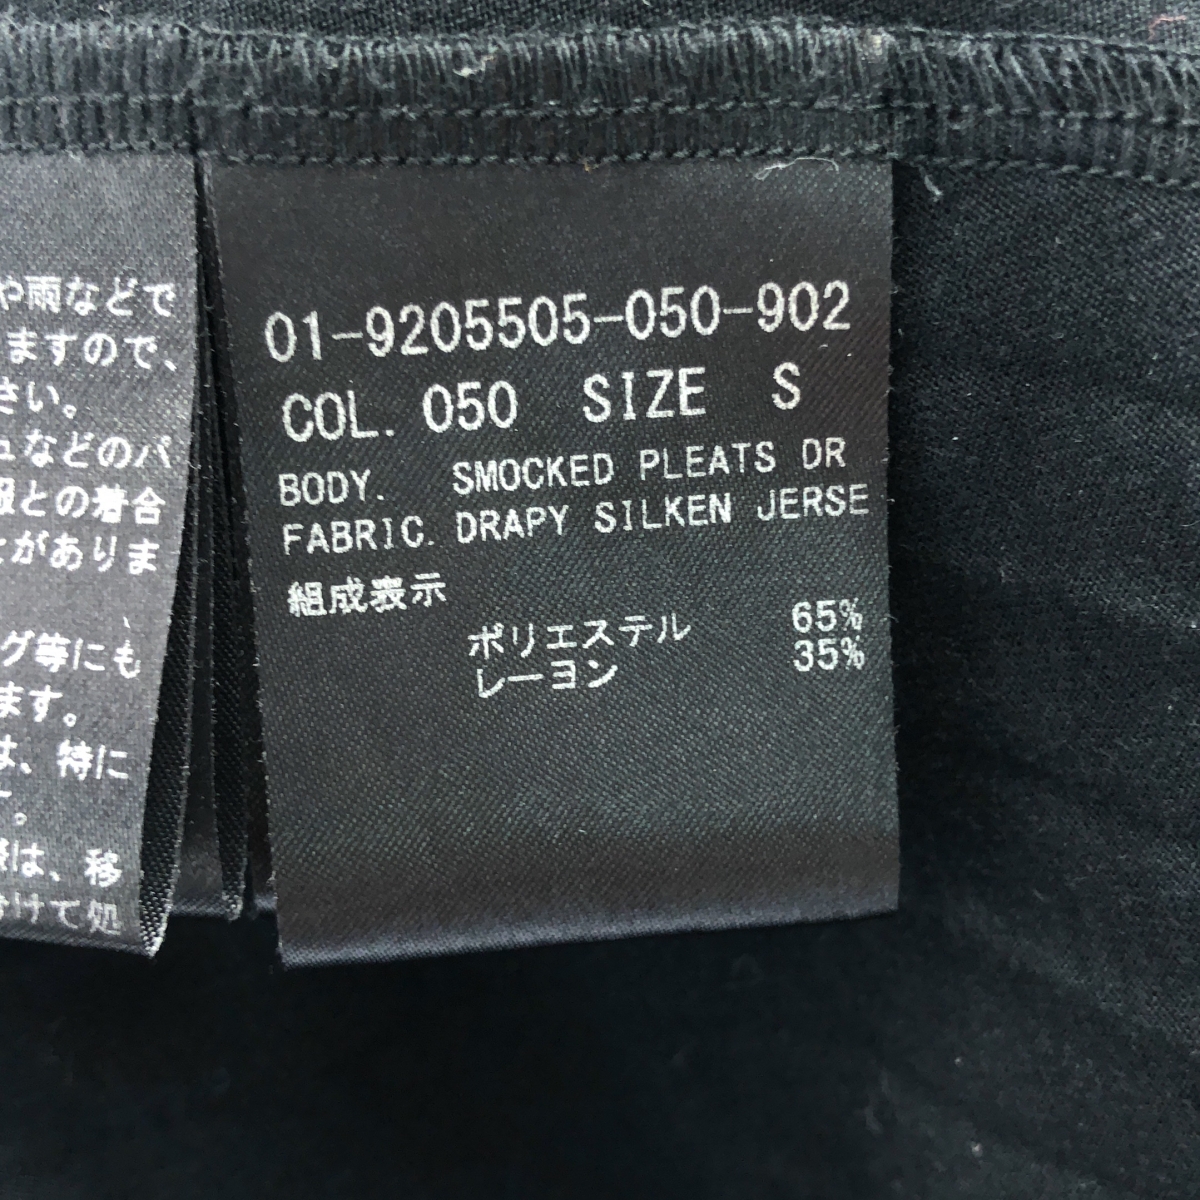 や雨などで
ますので、
さい。
などのパ
服との着合
がありま
グ等にも
ます。
は、特に
す。
は、移
けて処
01-9205505-050-902
COL. 050 SIZE S
BODY. SMOCKED PLEATS DR
FABRIC. DRAPY SILKEN JERSE
組成表示
ポリエステル 65%
レーヨン 35%